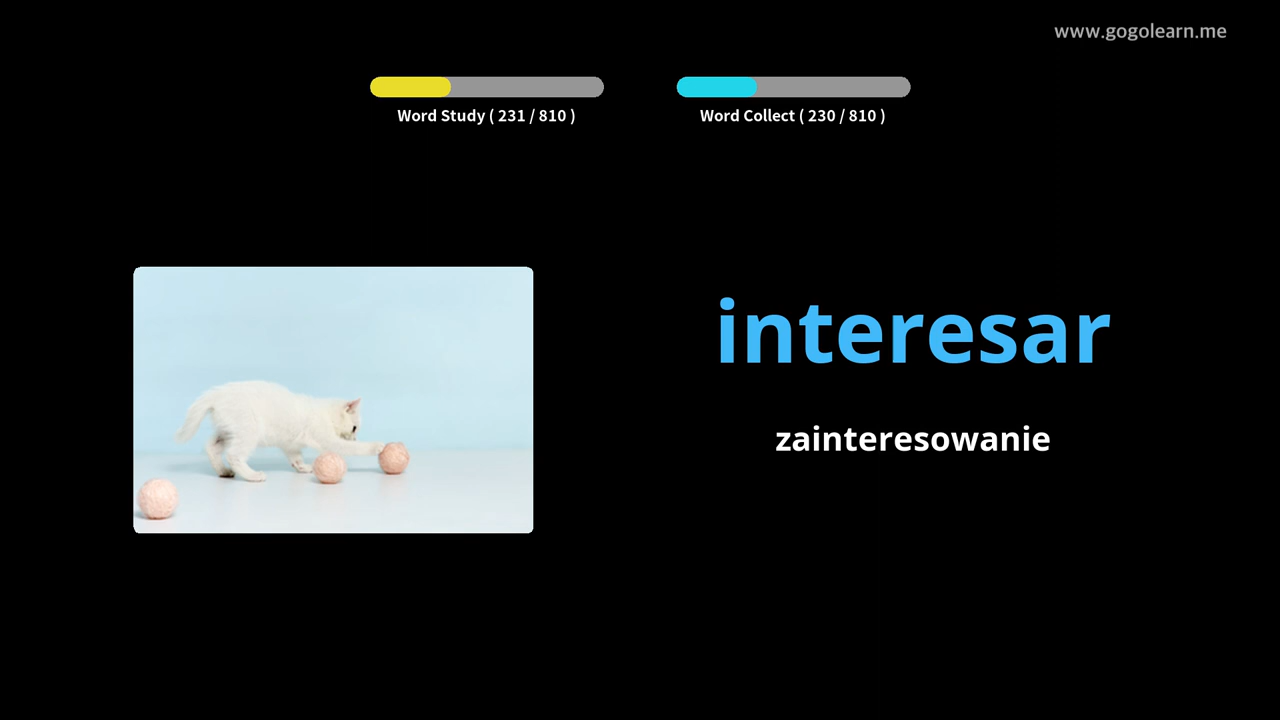 www.gogolearn.me
Word Study ( 231 / 810 )
Word Collect ( 230 / 810 )
interesar
zainteresowanie